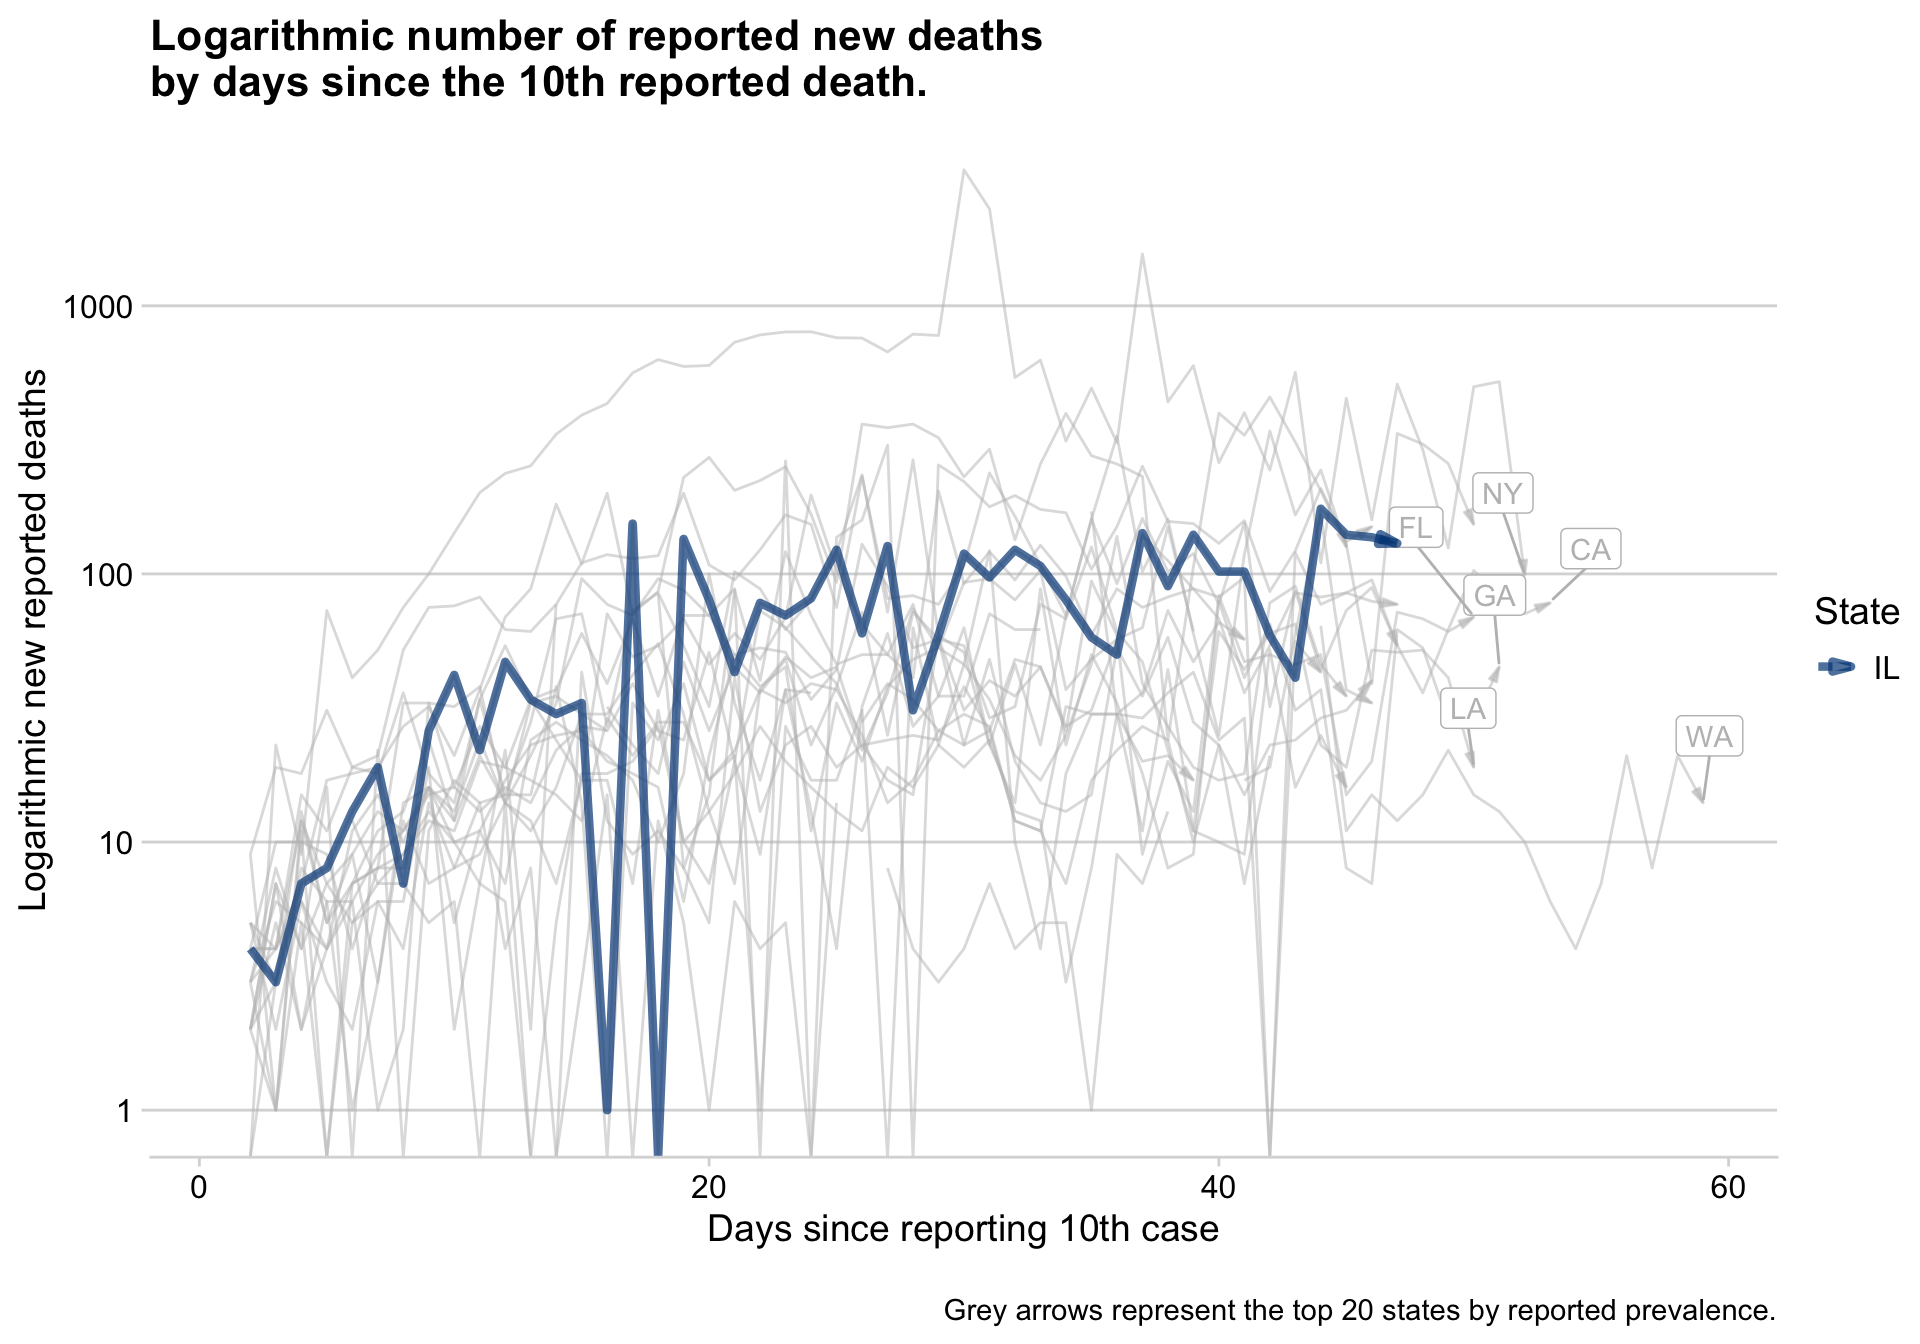 Logarithmic number of reported new deaths
by days since the 10th reported death.
Logarithmic new reported deaths
1000
100
10
1
NY
FL
CA
GA
LA
WA
State
IL
0
20
40
60
Days since reporting 10th case
Grey arrows represent the top 20 states by reported prevalence.